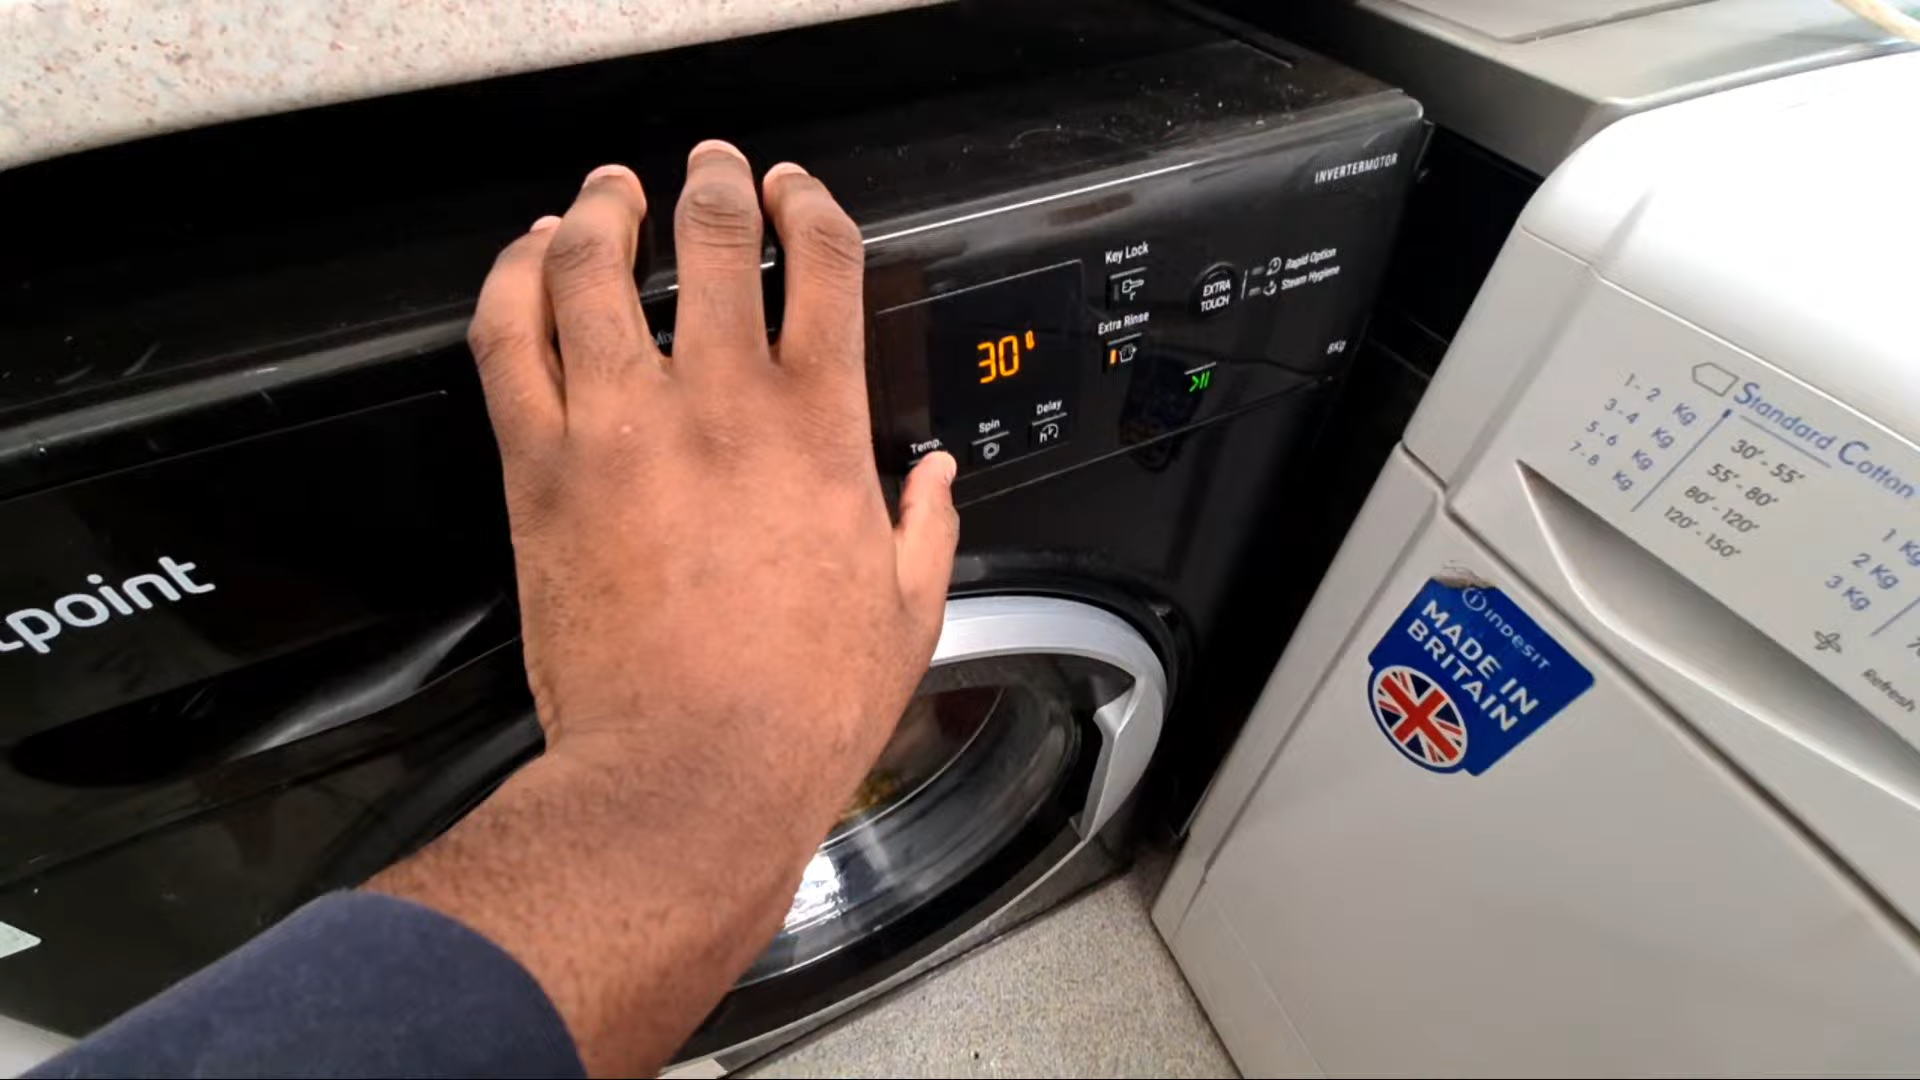 INVERTERMOTOR
Key Lock
EXTRA
TOUCH
Rapid Option
Steam Hygiene
Extra Rinse
30°
8Kg
Temp.
Spin
Delay
h
point
Standard Cotton
1 - 2 Kg
3 - 4 Kg
5 - 6 Kg
7 - 8 Kg
30' - 55'
55' - 80'
80' - 120'
120' - 150'
1 Kg
2 Kg
3 Kg
Refresh
indesit
MADE IN
BRITAIN